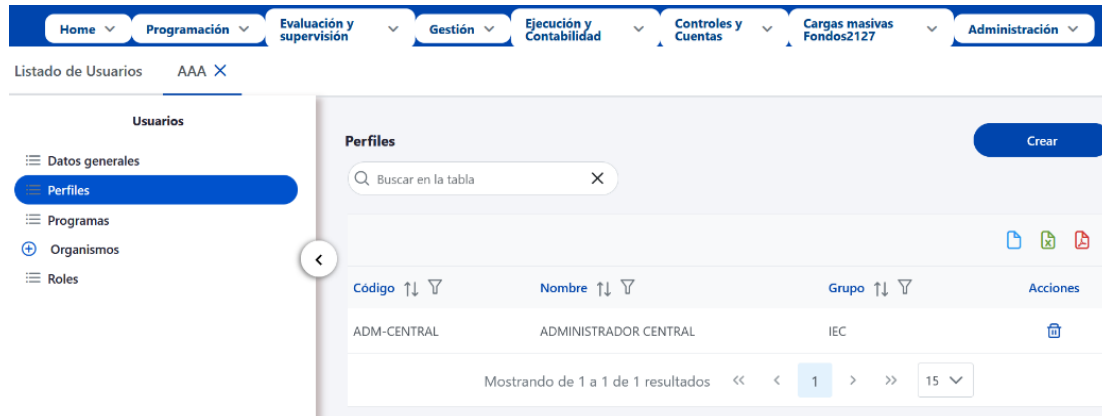 Home
Programación
Evaluación y
supervisión
Gestión
Ejecución y
Contabilidad
Controles y
Cuentas
Cargas masivas
Fondos2127
Administración
Listado de Usuarios
AAA
Usuarios
Datos generales
Perfiles
Programas
Organismos
Roles
Perfiles
Crear
Buscar en la tabla
Código
Nombre
Grupo
Acciones
ADM-CENTRAL
ADMINISTRADOR CENTRAL
IEC
Mostrando de 1 a 1 de 1 resultados
1
15